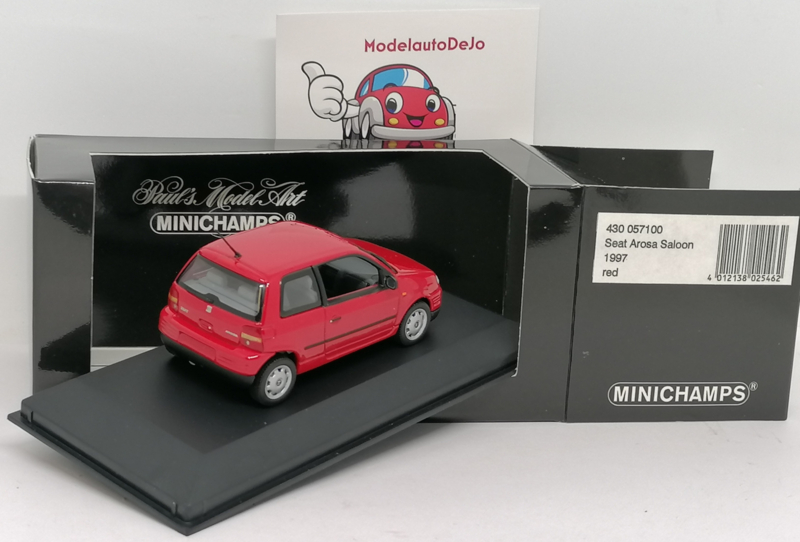 ModelautoDeJo
Paul's Model Art
MINICHAMPS®
430 057100
Seat Arosa Saloon
1997
red
4 012138 025462
MINICHAMPS®